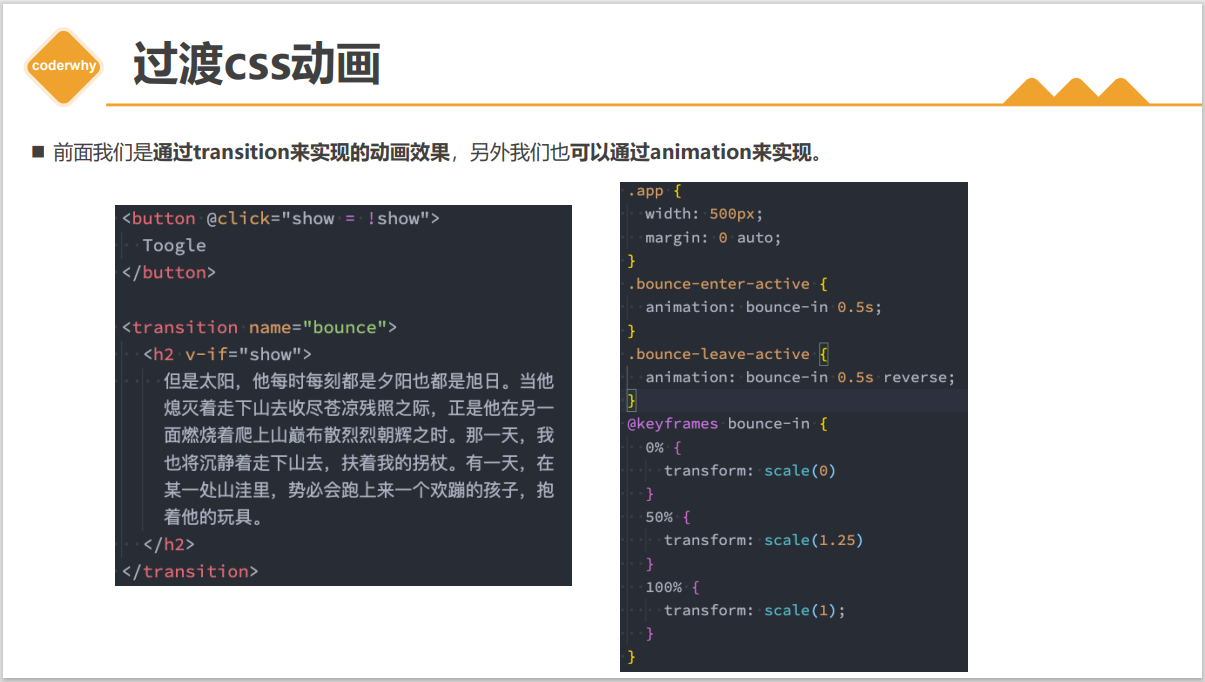 coderwhy
过渡css动画
■ 前面我们是通过transition来实现的动画效果，另外我们也可以通过animation来实现。
<button @click="show = !show">
Toogle
</button>
<transition name="bounce">
<h2 v-if="show">
但是太阳，他每时每刻都是夕阳也都是旭日。当他
熄灭着走下山去收尽苍凉残照之际，正是他在另一
面燃烧着爬上山巅布散烈烈朝辉之时。那一天，我
也将沉静着走下山去，扶着我的拐杖。有一天，在
某一处山洼里，势必会跑上来一个欢蹦的孩子，抱
着他的玩具。
</h2>
</transition>
.app {
width: 500px;
margin: 0 auto;
}
.bounce-enter-active {
animation: bounce-in 0.5s;
}
.bounce-leave-active {
animation: bounce-in 0.5s reverse;
}
@keyframes bounce-in {
0% {
transform: scale(0)
}
50% {
transform: scale(1.25)
}
100% {
transform: scale(1);
}
}